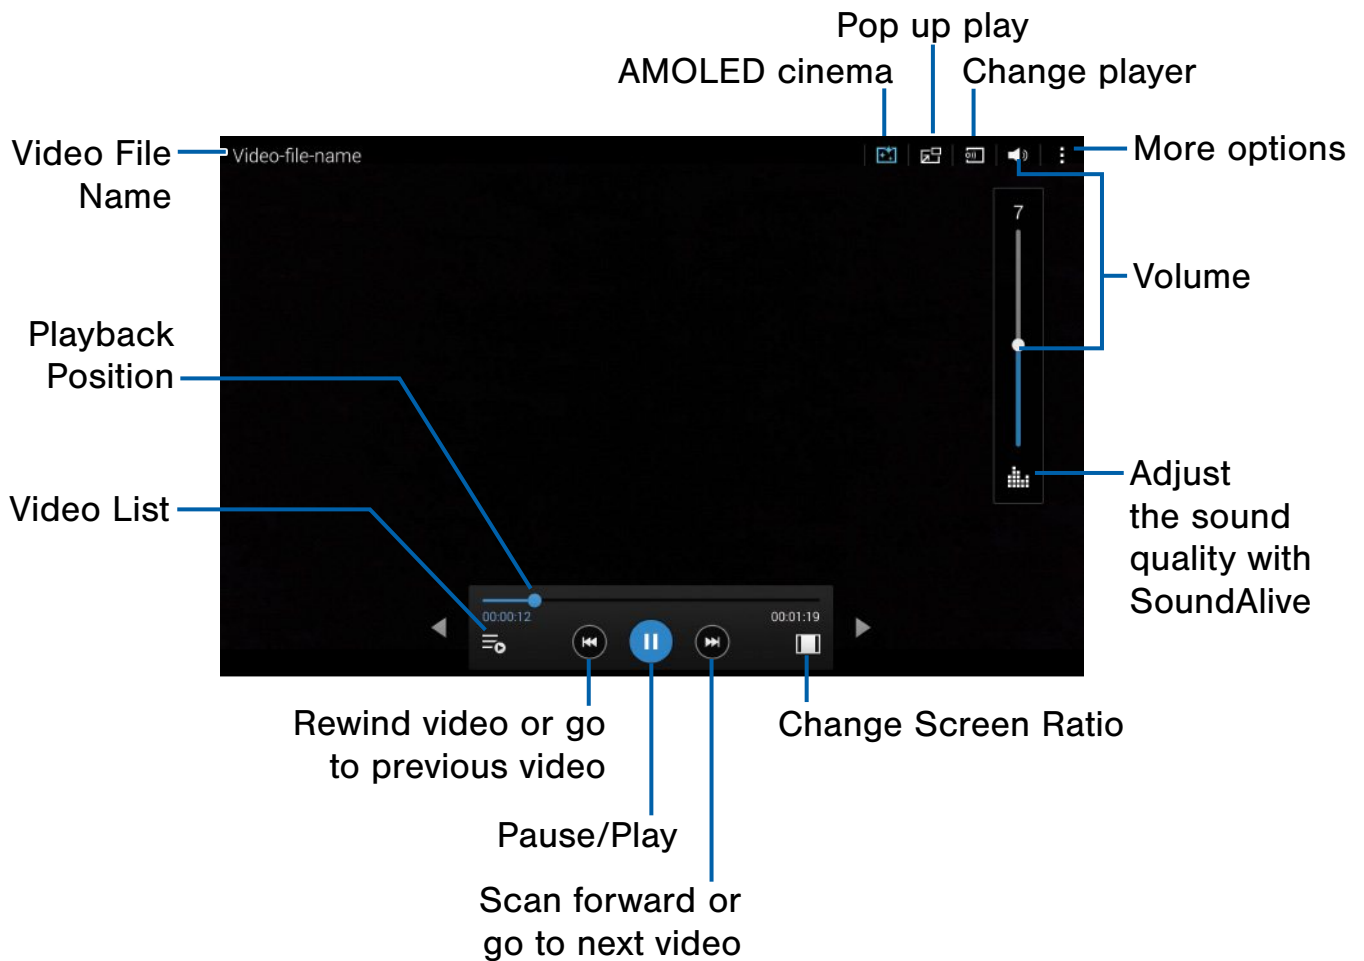 Pop up play
AMOLED cinema
Change player
Video File
Name
Video-file-name
More options
7
Volume
Playback
Position
Adjust
the sound
quality with
SoundAlive
Video List
00:00:12
00:01:19
Rewind video or go
to previous video
Change Screen Ratio
Pause/Play
Scan forward or
go to next video